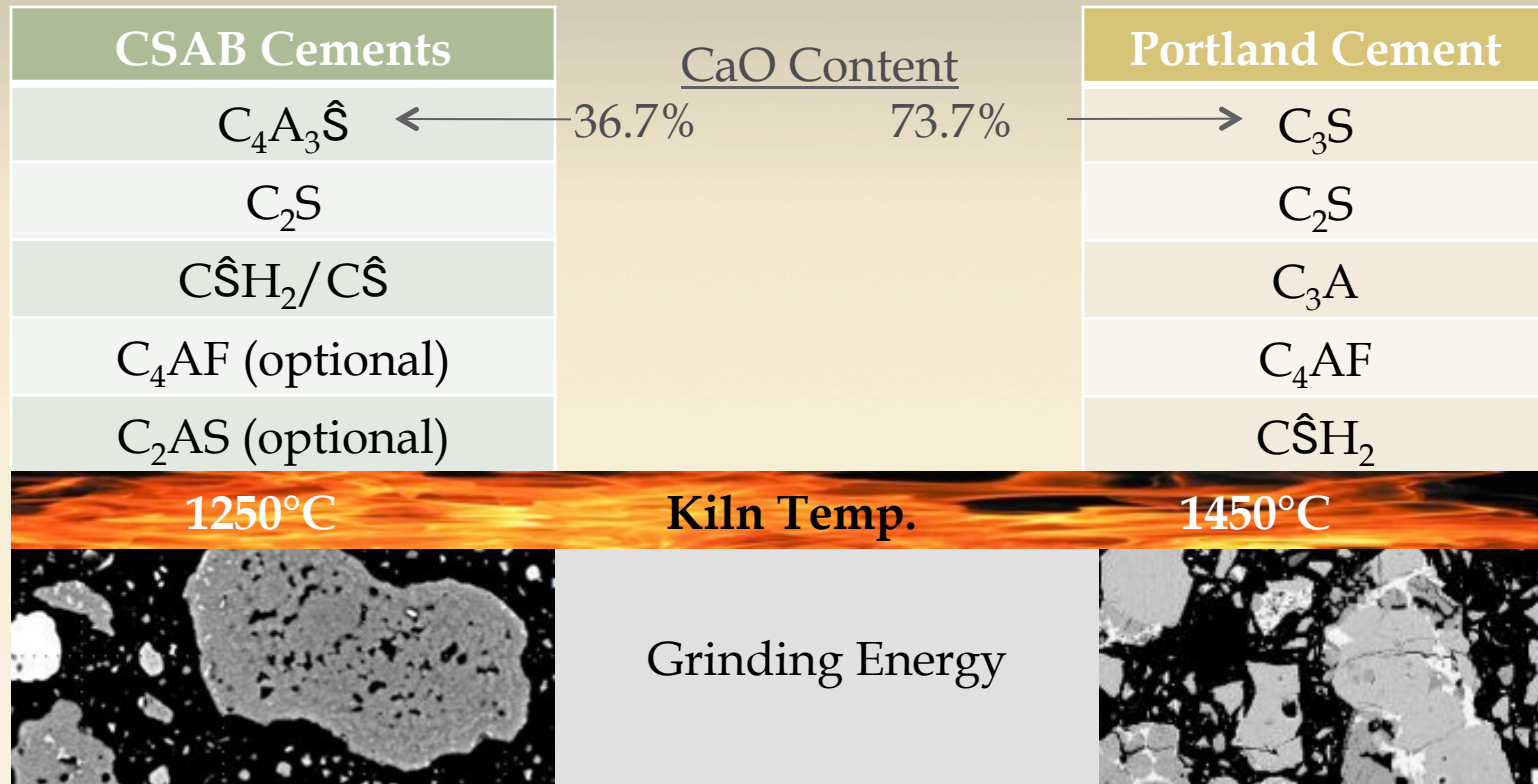 CSAB Cements
C₄A₃Ŝ
C₂S
CŜH₂/CŜ
C₄AF (optional)
C₂AS (optional)
CaO Content
36.7% 73.7%
Portland Cement
C₃S
C₂S
C₃A
C₄AF
CŜH₂
1250°C Kiln Temp. 1450°C
Grinding Energy